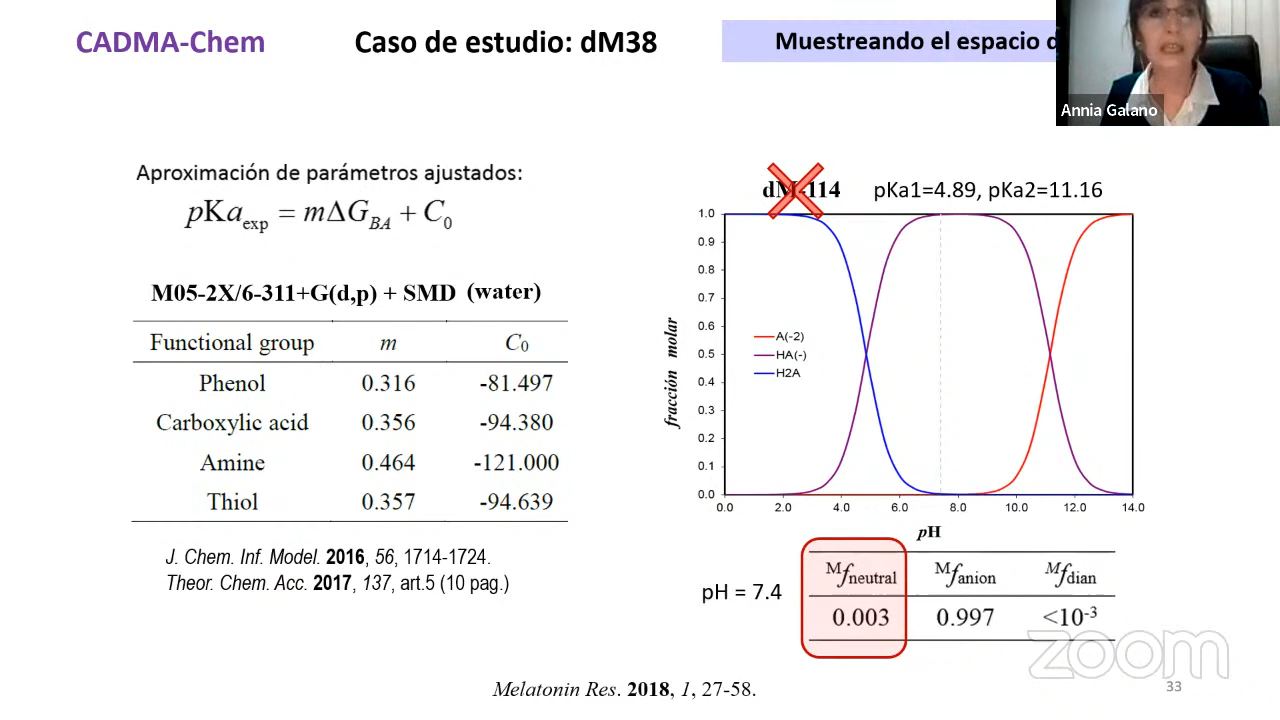 CADMA-Chem
Caso de estudio: dM38
Muestreando el espacio d
Annia Galano
Aproximación de parámetros ajustados:
pKa_exp = mΔG_BA + C_0
M05-2X/6-311+G(d,p) + SMD (water)
Functional group m C_0
Phenol 0.316 -81.497
Carboxylic acid 0.356 -94.380
Amine 0.464 -121.000
Thiol 0.357 -94.639
J. Chem. Inf. Model. 2016, 56, 1714-1724.
Theor. Chem. Acc. 2017, 137, art.5 (10 pag.)
dM-114 pKa1=4.89, pKa2=11.16
1.0
0.9
0.8
0.7
0.6
0.5
0.4
0.3
0.2
0.1
0.0
fracción molar
A(-2)
HA(-)
H2A
0.0 2.0 4.0 6.0 8.0 10.0 12.0 14.0
pH
pH = 7.4
Mf_neutral Mf_anion Mf_dian
0.003 0.997 <10^-3
zoom
Melatonin Res. 2018, 1, 27-58.
33